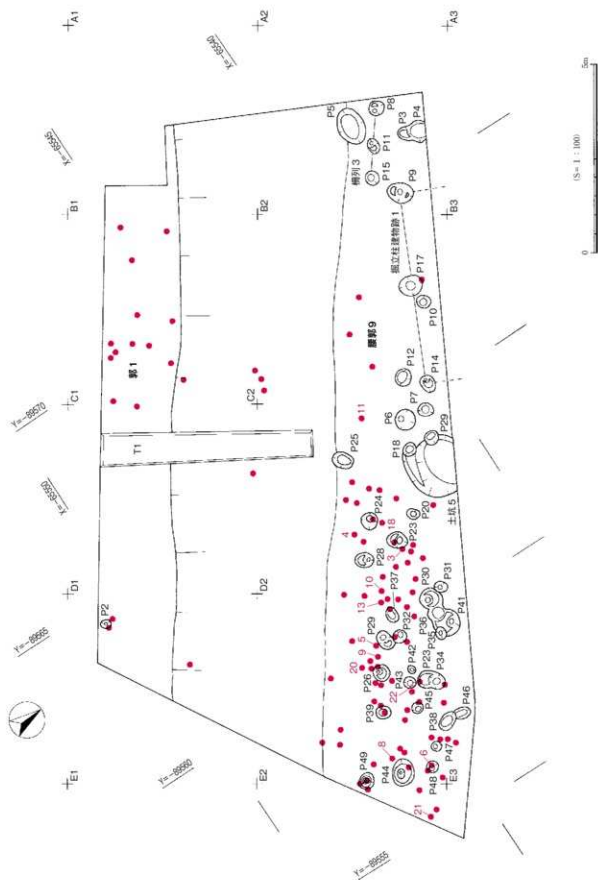 A1
A2
A3
B1
B2
B3
C1
C2
D1
D2
E1
E2
E3
X=-65540
X=-65545
X=-65550
Y=-89570
Y=-89565
Y=-89560
Y=-89555
郭1
T1
腰郭9
柵列3
掘立柱建物跡1
土坑5
P2
P5
P8
P11
P15
P3
P4
P9
P17
P10
P12
P14
P7
P6
P29
P18
P25
P24
P20
P23
P28
P37
P30
P31
P36
P41
P35
P32
P29
P42
P23
P34
P43
P26
P45
P39
P38
P46
P47
P48
P44
P49
11
4
18
3
10
13
5
9
20
22
8
6
21
0
5m
(S=1:100)